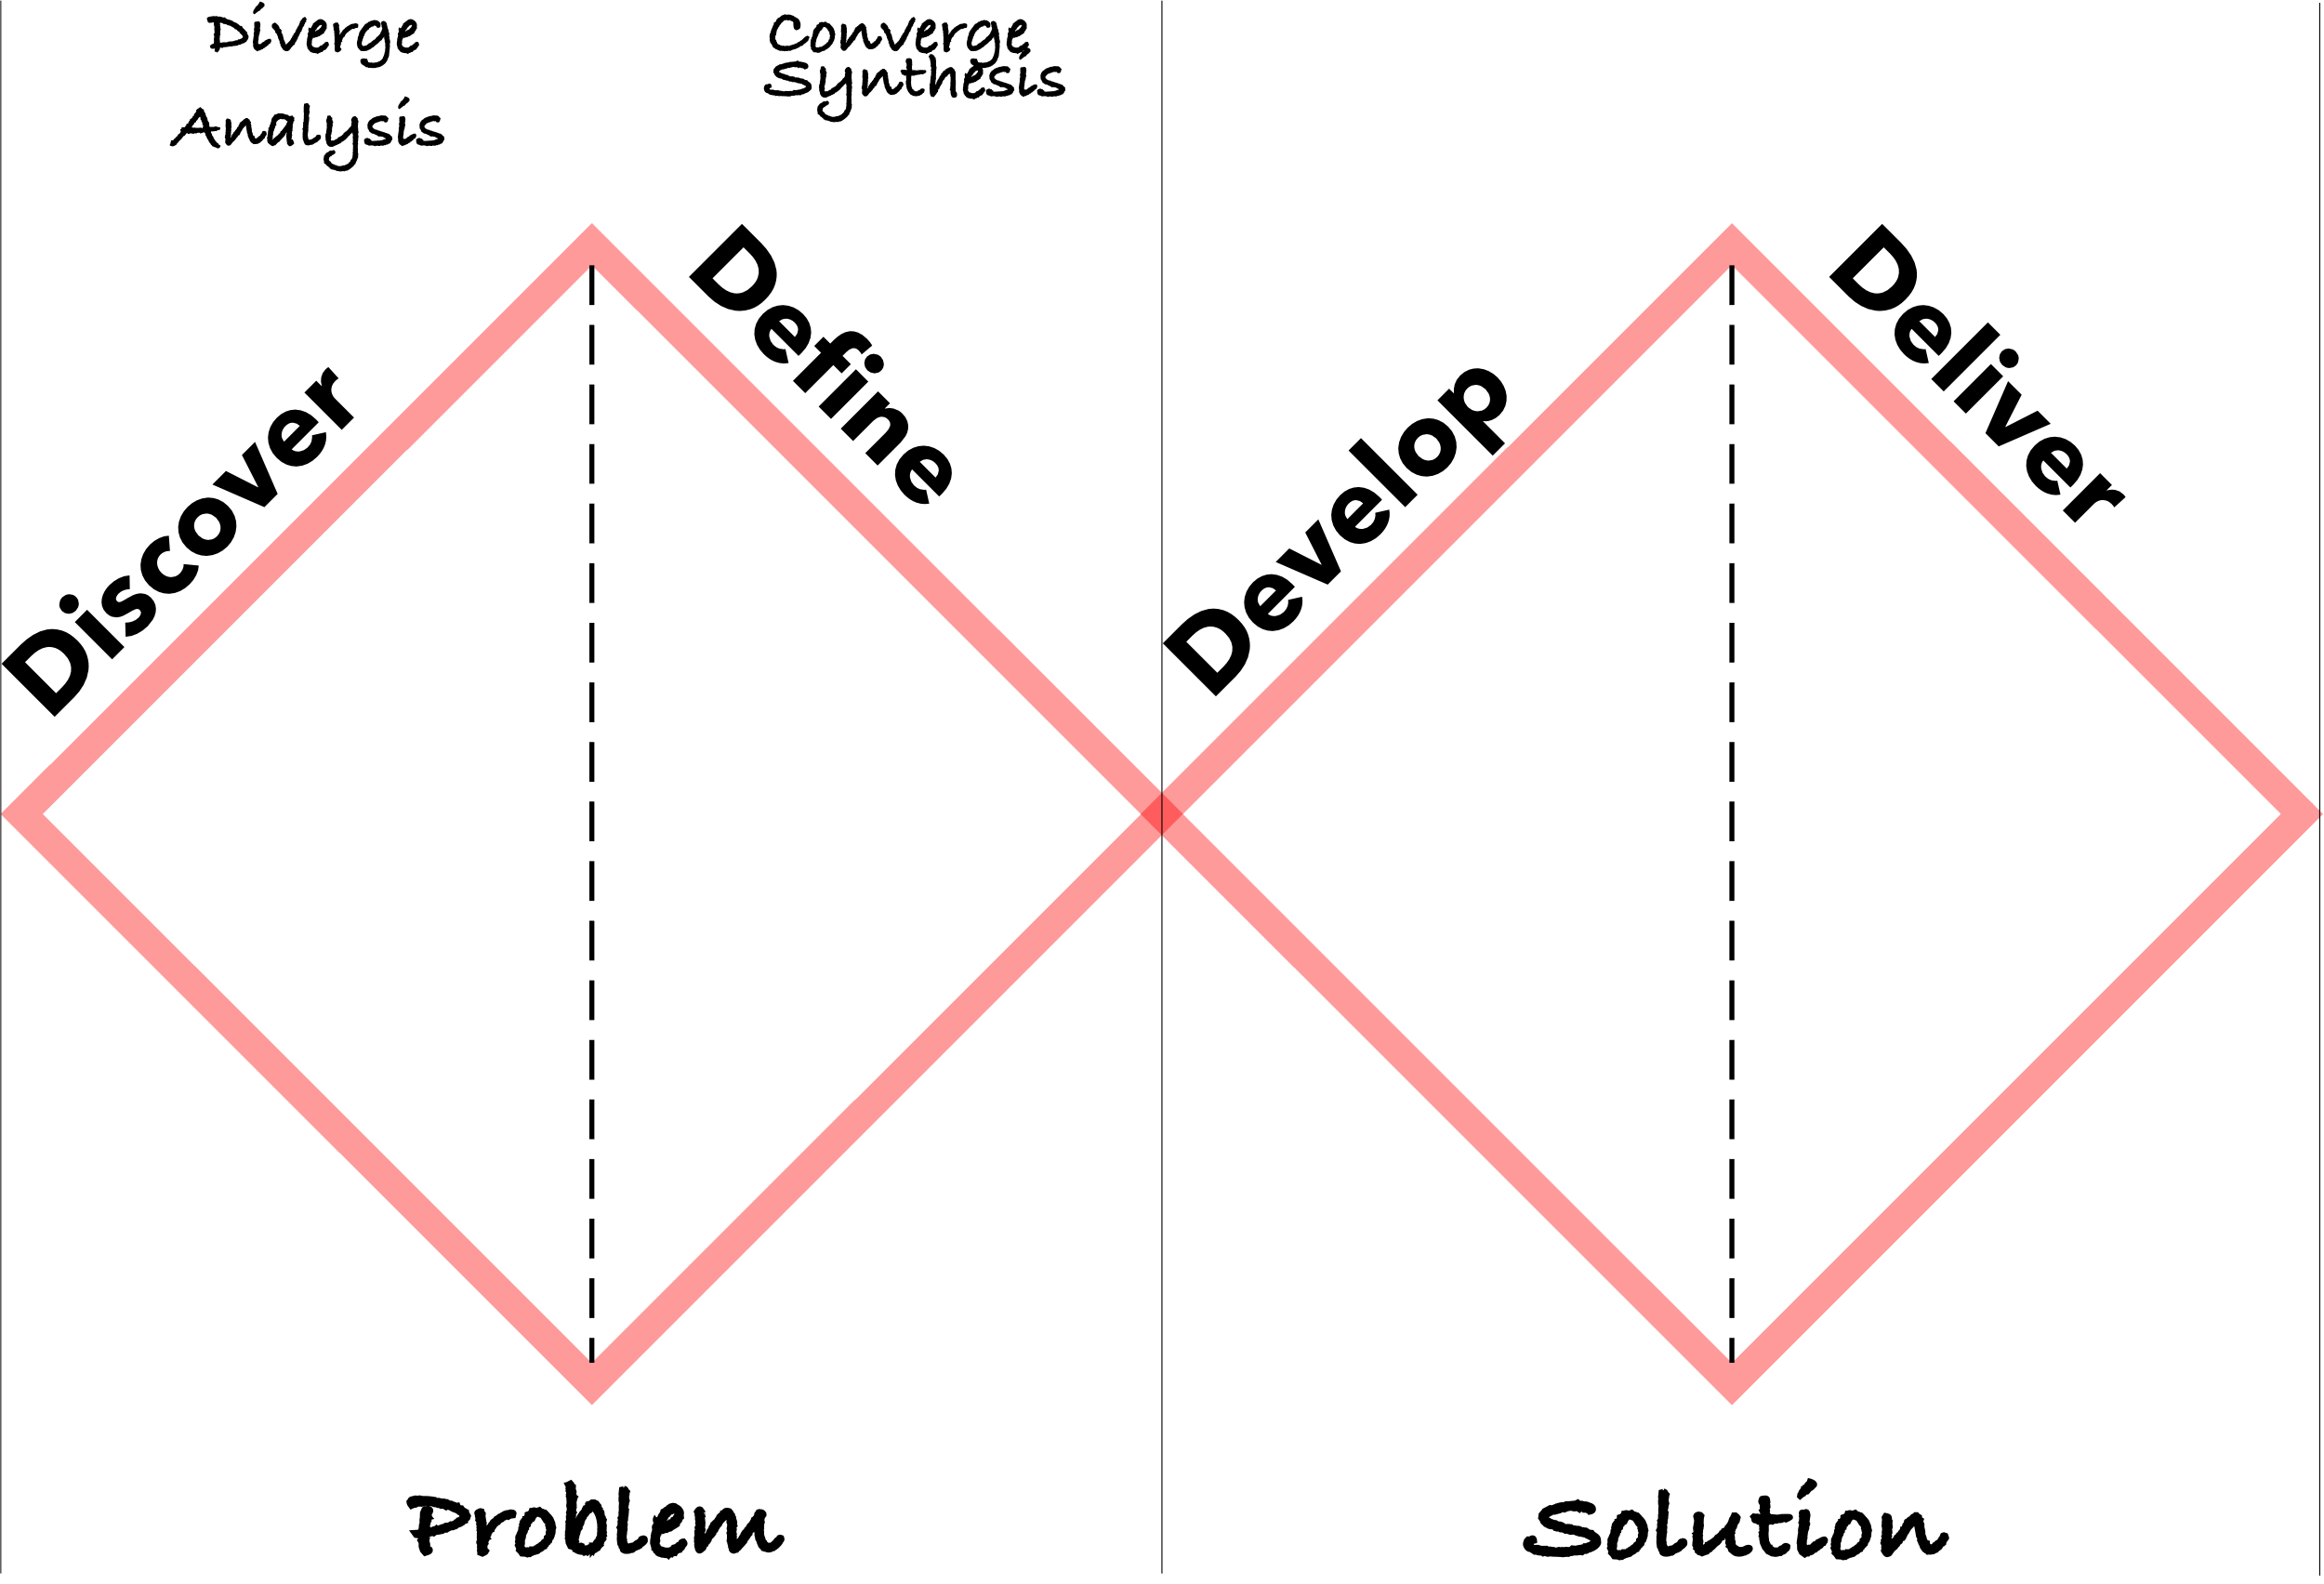 Diverge
Analysis
Converge
Synthesis
Discover
Define
Develop
Deliver
Problem
Solution